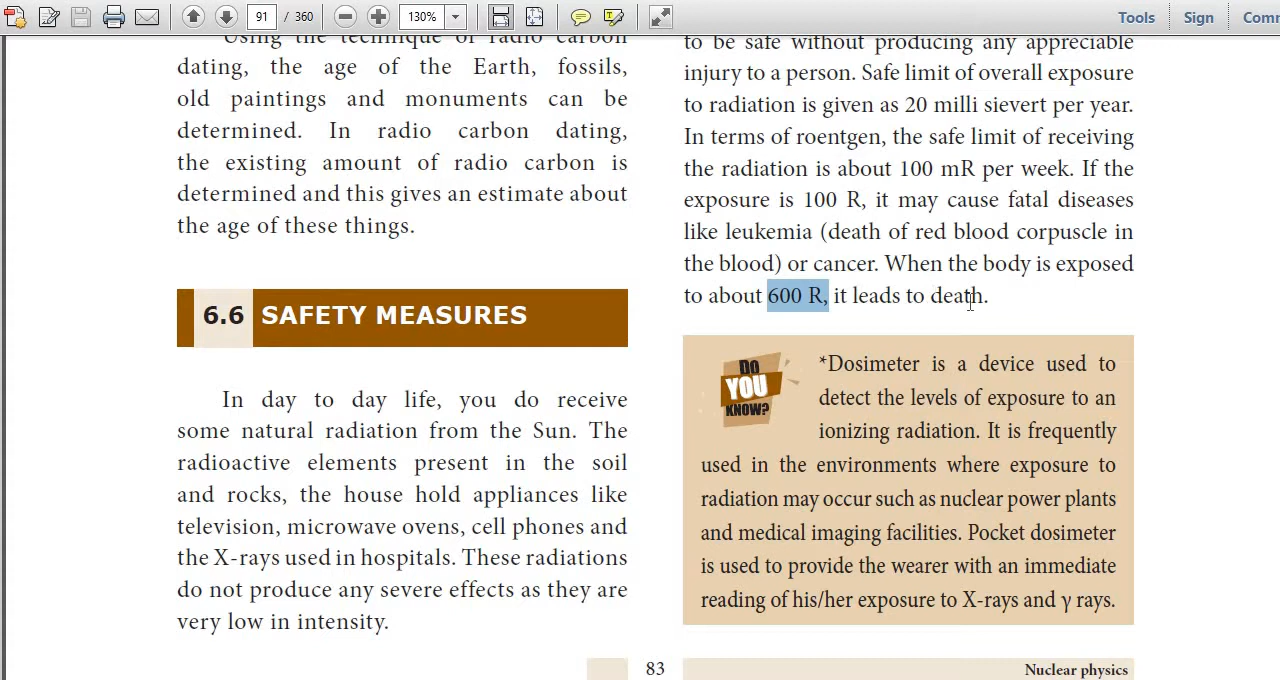 91 / 360
130%
Tools
Sign
Comm
Using the technique of radio carbon
dating, the age of the Earth, fossils,
old paintings and monuments can be
determined. In radio carbon dating,
the existing amount of radio carbon is
determined and this gives an estimate about
the age of these things.
6.6 SAFETY MEASURES
In day to day life, you do receive
some natural radiation from the Sun. The
radioactive elements present in the soil
and rocks, the house hold appliances like
television, microwave ovens, cell phones and
the X-rays used in hospitals. These radiations
do not produce any severe effects as they are
very low in intensity.
to be safe without producing any appreciable
injury to a person. Safe limit of overall exposure
to radiation is given as 20 milli sievert per year.
In terms of roentgen, the safe limit of receiving
the radiation is about 100 mR per week. If the
exposure is 100 R, it may cause fatal diseases
like leukemia (death of red blood corpuscle in
the blood) or cancer. When the body is exposed
to about 600 R, it leads to death.
DO
YOU
KNOW?
*Dosimeter is a device used to
detect the levels of exposure to an
ionizing radiation. It is frequently
used in the environments where exposure to
radiation may occur such as nuclear power plants
and medical imaging facilities. Pocket dosimeter
is used to provide the wearer with an immediate
reading of his/her exposure to X-rays and γ rays.
83
Nuclear physics